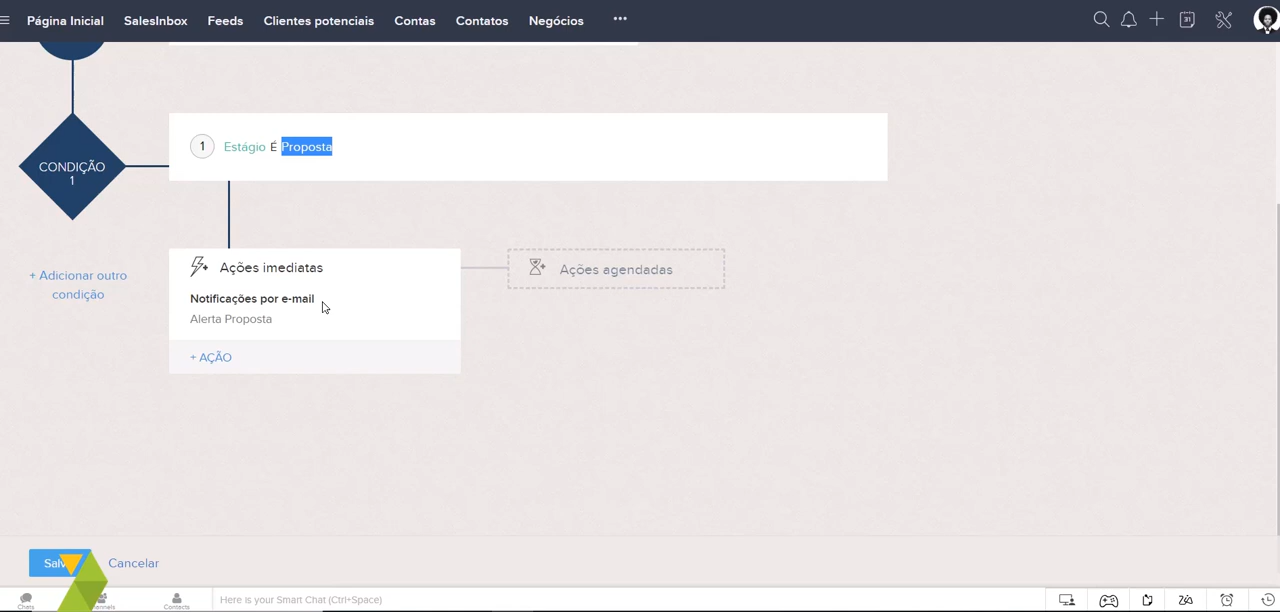 Página Inicial SalesInbox Feeds Clientes potenciais Contas Contatos Negócios ···
31
CONDIÇÃO
1
1 Estágio É Proposta
+ Adicionar outro
condição
Ações imediatas
Ações agendadas
Notificações por e-mail
Alerta Proposta
+ AÇÃO
Cancelar
Chats
Contacts
Here is your Smart Chat (Ctrl+Space)